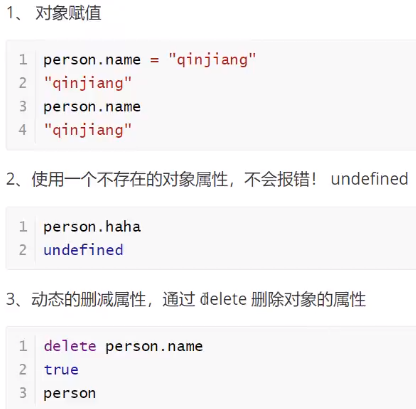 1、 对象赋值
1 person.name = "qinjiang"
2 "qinjiang"
3 person.name
4 "qinjiang"
2、使用一个不存在的对象属性，不会报错！ undefined
1 person.haha
2 undefined
3、动态的删减属性，通过 delete 删除对象的属性
1 delete person.name
2 true
3 person